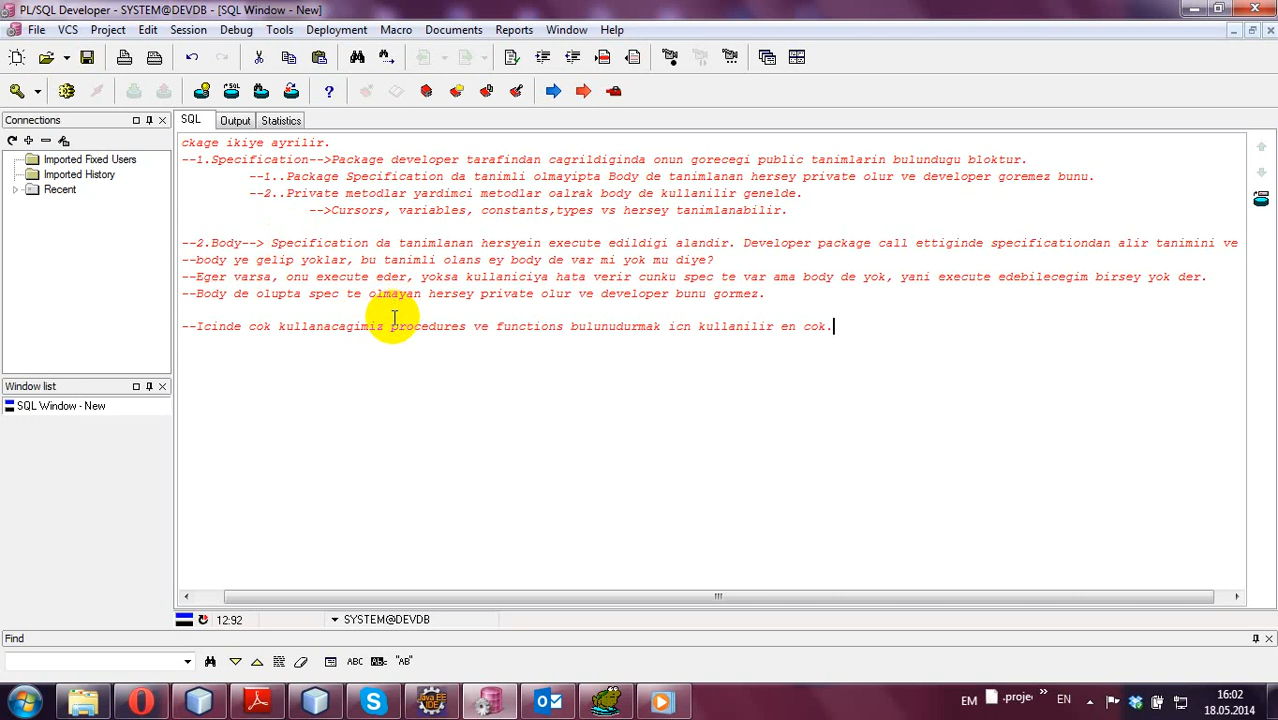 PL/SQL Developer - SYSTEM@DEVDB - [SQL Window - New]
File VCS Project Edit Session Debug Tools Deployment Macro Documents Reports Window Help
SQL Output Statistics
Connections
Imported Fixed Users
Imported History
Recent
Window list
SQL Window - New
ckage ikiye ayrilir.
--1.Specification-->Package developer tarafindan cagrildiginda onun gorecegi public tanimlarin bulundugu bloktur.
--1..Package Specification da tanimli olmayipta Body de tanimlanan hersey private olur ve developer goremez bunu.
--2..Private metodlar yardimci metodlar oalrak body de kullanilir genelde.
-->Cursors, variables, constants,types vs hersey tanimlanabilir.
--2.Body--> Specification da tanimlanan hersyein execute edildigi alandir. Developer package call ettiginde specificationdan alir tanimini ve
--body ye gelip yoklar, bu tanimli olans ey body de var mi yok mu diye?
--Eger varsa, onu execute eder, yoksa kullaniciya hata verir cunku spec te var ama body de yok, yani execute edebilecegim birsey yok der.
--Body de olupta spec te olmayan hersey private olur ve developer bunu gormez.
--Icinde cok kullanacagimiz procedures ve functions bulunudurmak icn kullanilir en cok.
12:92 SYSTEM@DEVDB
Find
ABC "AB"
EM .projec » EN
16:02
18.05.2014